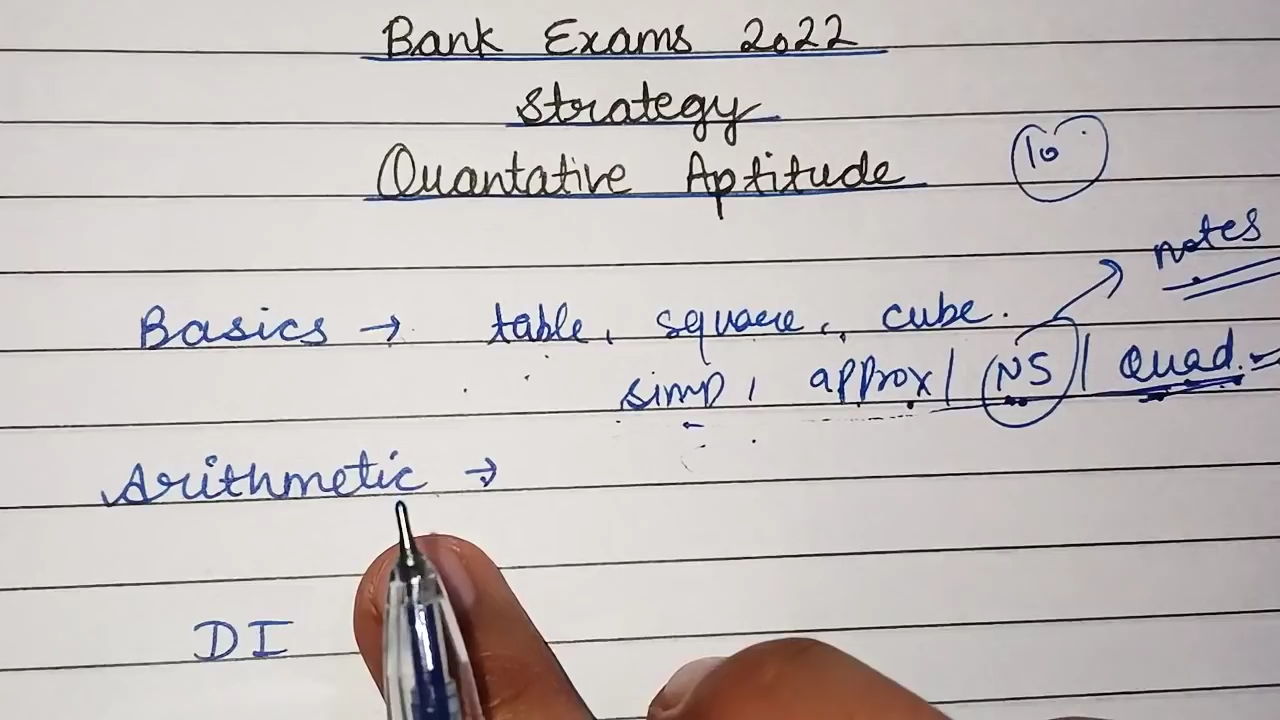 Bank Exams 2022
Strategy
Quantative Aptitude 10
notes
Basics → table, square, cube.
simp, approx / NS / Quad.
Arithmetic →
DI